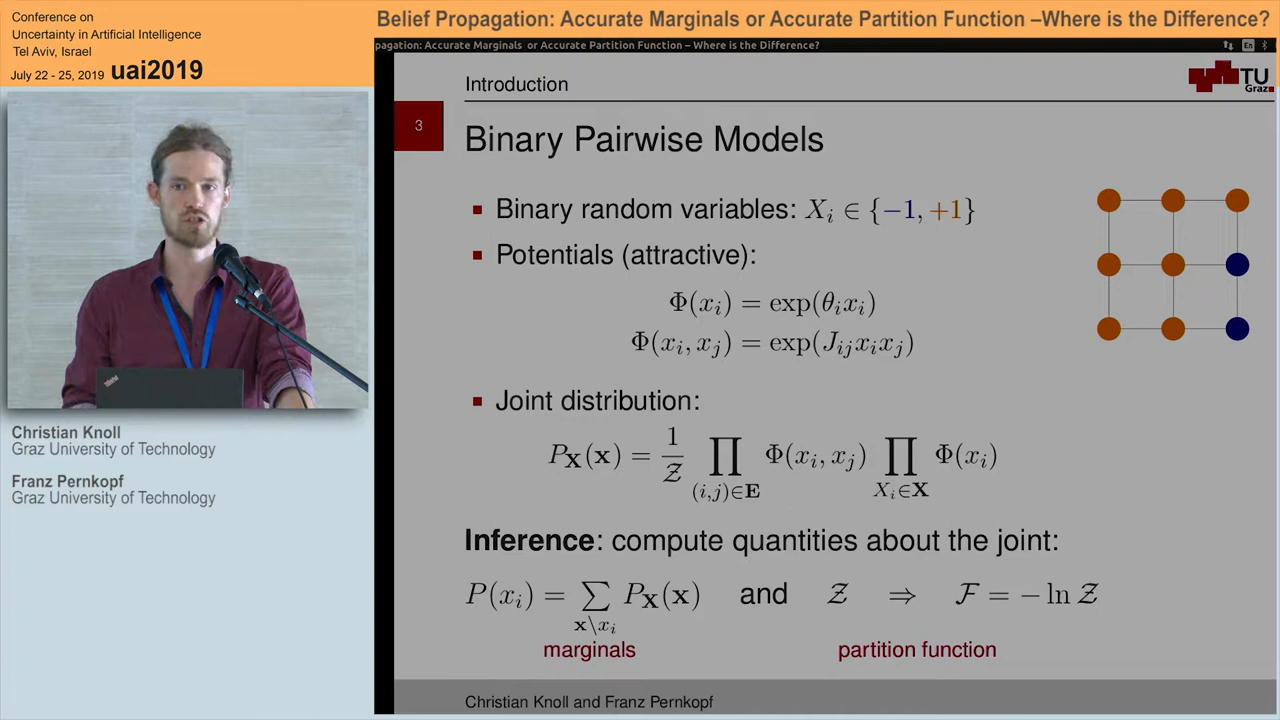 Conference on
Uncertainty in Artificial Intelligence
Tel Aviv, Israel
July 22 - 25, 2019 uai2019
Belief Propagation: Accurate Marginals or Accurate Partition Function –Where is the Difference?
pagation: Accurate Marginals or Accurate Partition Function – Where is the Difference?
En
Introduction
TU
Graz
3
Binary Pairwise Models
Binary random variables: X_i ∈ {−1, +1}
Potentials (attractive):
Φ(x_i) = exp(θ_i x_i)
Φ(x_i, x_j) = exp(J_{ij} x_i x_j)
Joint distribution:
P_𝐗(𝐱) = 1/𝒵 ∏_{(i,j)∈𝐄} Φ(x_i, x_j) ∏_{X_i∈𝐗} Φ(x_i)
Inference: compute quantities about the joint:
P(x_i) = ∑_{𝐱\x_i} P_𝐗(𝐱) and 𝒵 ⇒ ℱ = − ln 𝒵
marginals partition function
Christian Knoll and Franz Pernkopf
ThinkPad
Christian Knoll
Graz University of Technology
Franz Pernkopf
Graz University of Technology